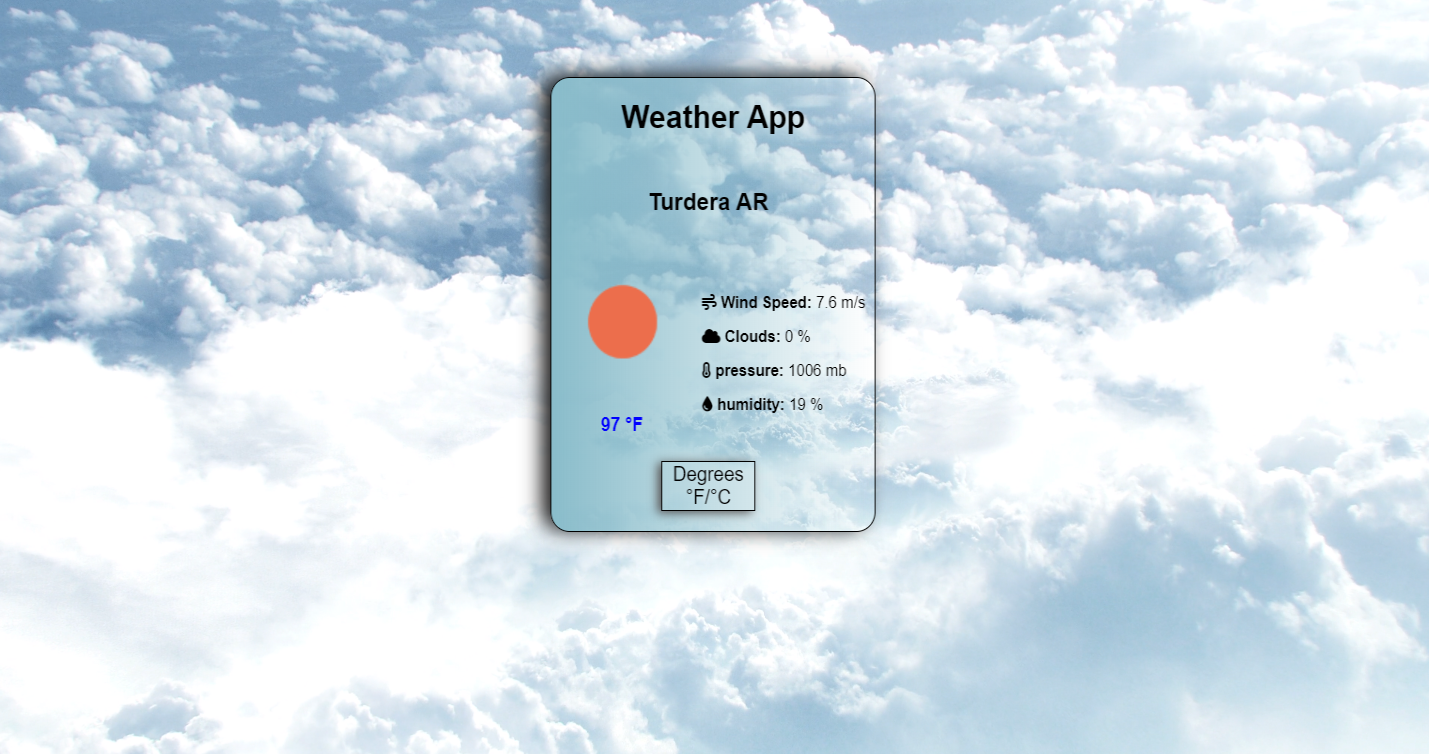 Weather App
Turdera AR
Wind Speed: 7.6 m/s
Clouds: 0 %
pressure: 1006 mb
humidity: 19 %
97 °F
Degrees
°F/°C